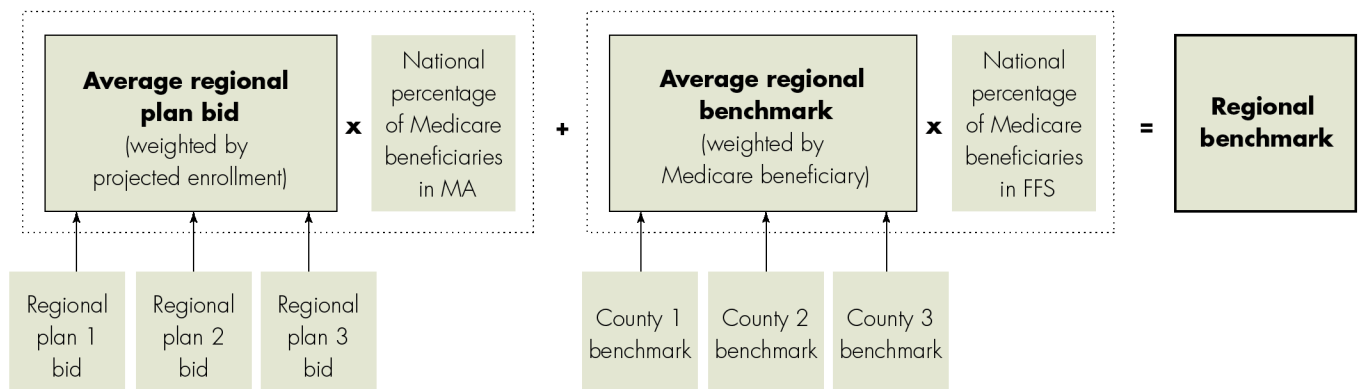 Average regional
plan bid
(weighted by
projected enrollment)
x
National
percentage
of Medicare
beneficiaries
in MA
+
Average regional
benchmark
(weighted by
Medicare beneficiary)
x
National
percentage
of Medicare
beneficiaries
in FFS
=
Regional
benchmark
Regional
plan 1
bid
Regional
plan 2
bid
Regional
plan 3
bid
County 1
benchmark
County 2
benchmark
County 3
benchmark